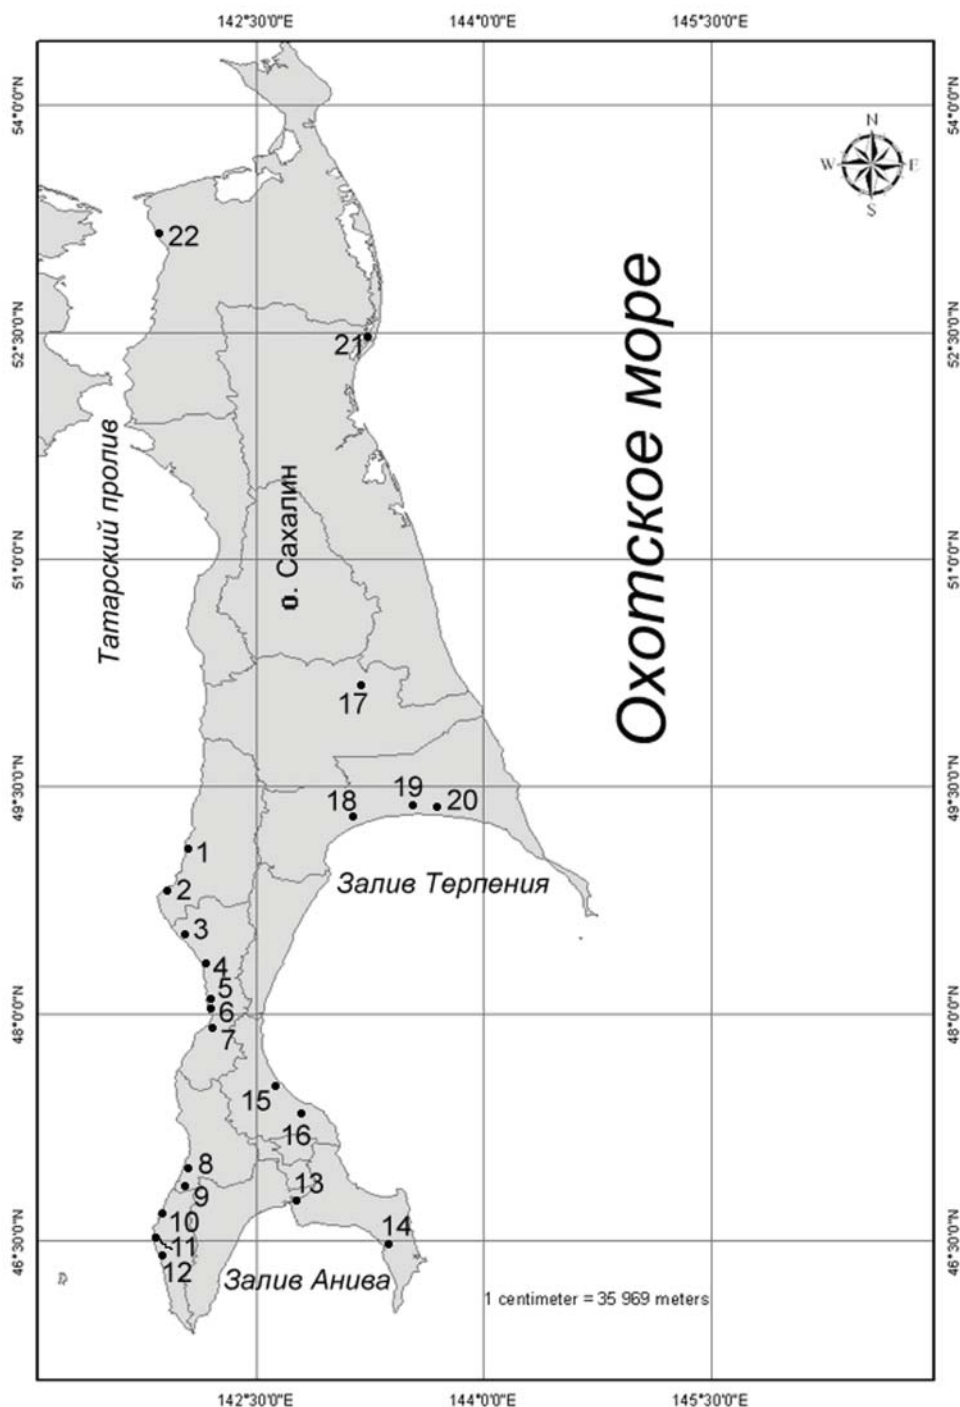 142°30'0"E 144°0'0"E 145°30'0"E
54°0'0"N
54°0'0"N
N
W E
S
22
52°30'0"N
52°30'0"N
21
Охотское море
Татарский пролив
о. Сахалин
51°0'0"N
51°0'0"N
17
49°30'0"N
49°30'0"N
19
18 20
1
Залив Терпения
2
3
4
5
48°0'0"N
48°0'0"N
6
7
15
16
8
13
9
10
14
46°30'0"N
46°30'0"N
11
12
Залив Анива
1 centimeter = 35 969 meters
142°30'0"E 144°0'0"E 145°30'0"E